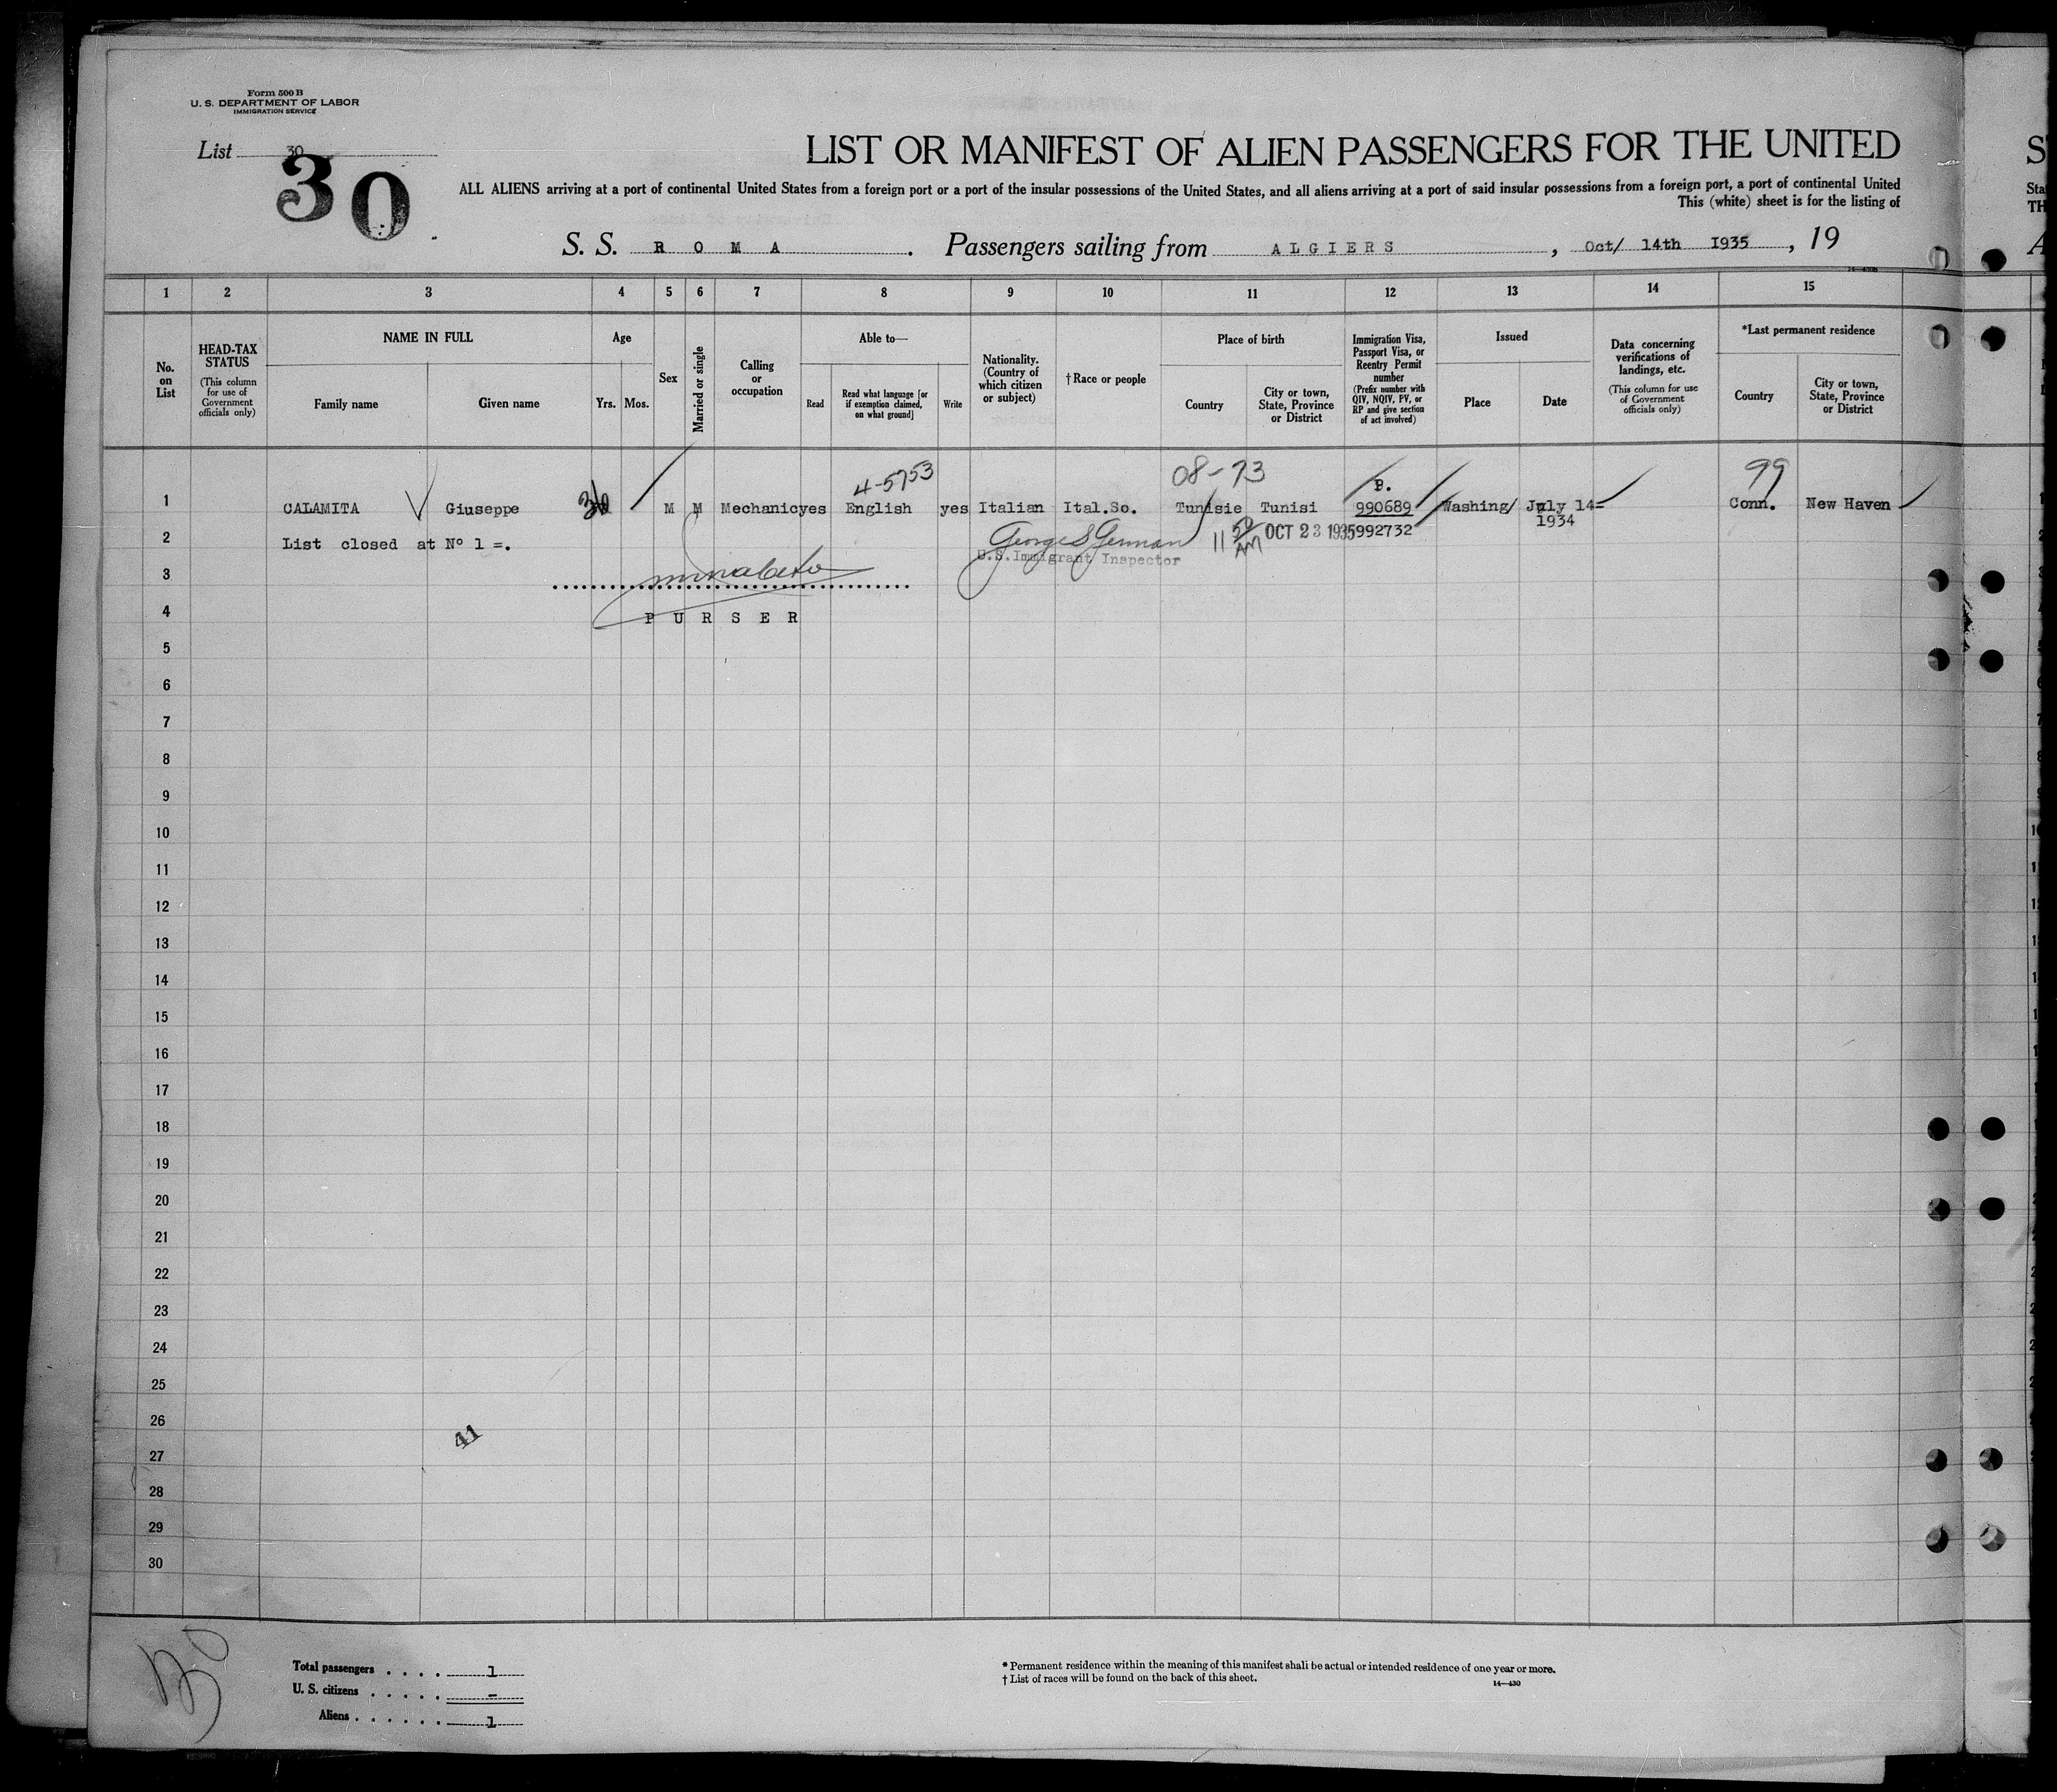 Form 500 B
U. S. DEPARTMENT OF LABOR
IMMIGRATION SERVICE
List 30
30
LIST OR MANIFEST OF ALIEN PASSENGERS FOR THE UNITED
ALL ALIENS arriving at a port of continental United States from a foreign port or a port of the insular possessions of the United States, and all aliens arriving at a port of said insular possessions from a foreign port, a port of continental United
This (white) sheet is for the listing of
S. S. R O M A . Passengers sailing from ALGIERS , Oct/ 14th 1935 , 19
1 2 3 4 5 6 7 8 9 10 11 12 13 14 15
No. on List
HEAD-TAX STATUS (This column for use of Government officials only)
NAME IN FULL
Family name Given name
Age
Yrs. Mos.
Sex
Married or single
Calling or occupation
Able to—
Read
Read what language [or if exemption claimed, on what ground]
Write
Nationality. (Country of which citizen or subject)
† Race or people
Place of birth
Country
City or town, State, Province or District
Immigration Visa, Passport Visa, or Reentry Permit number (Prefix number with QIV, NQIV, PV, or RP and give section of act involved)
Issued
Place Date
Data concerning verifications of landings, etc. (This column for use of Government officials only)
*Last permanent residence
Country
City or town, State, Province or District
4-5753 08-73 P. 99
1 CALAMITA Giuseppe 36 M M Mechanic yes English yes Italian Ital.So. Tunisie Tunisi 990689 Washing/ July 14= Conn. New Haven
1934
2 List closed at Nº 1 =. George S German 11 50 AM OCT 23 1935 992732
U.S. Immigrant Inspector
3
4 P U R S E R
5
6
7
8
9
10
11
12
13
14
15
16
17
18
19
20
21
22
23
24
25
26
41
27
28
29
30
Total passengers . . . . 1
U. S. citizens . . . . . -
Aliens . . . . . . 1
* Permanent residence within the meaning of this manifest shall be actual or intended residence of one year or more.
† List of races will be found on the back of this sheet.
14—430